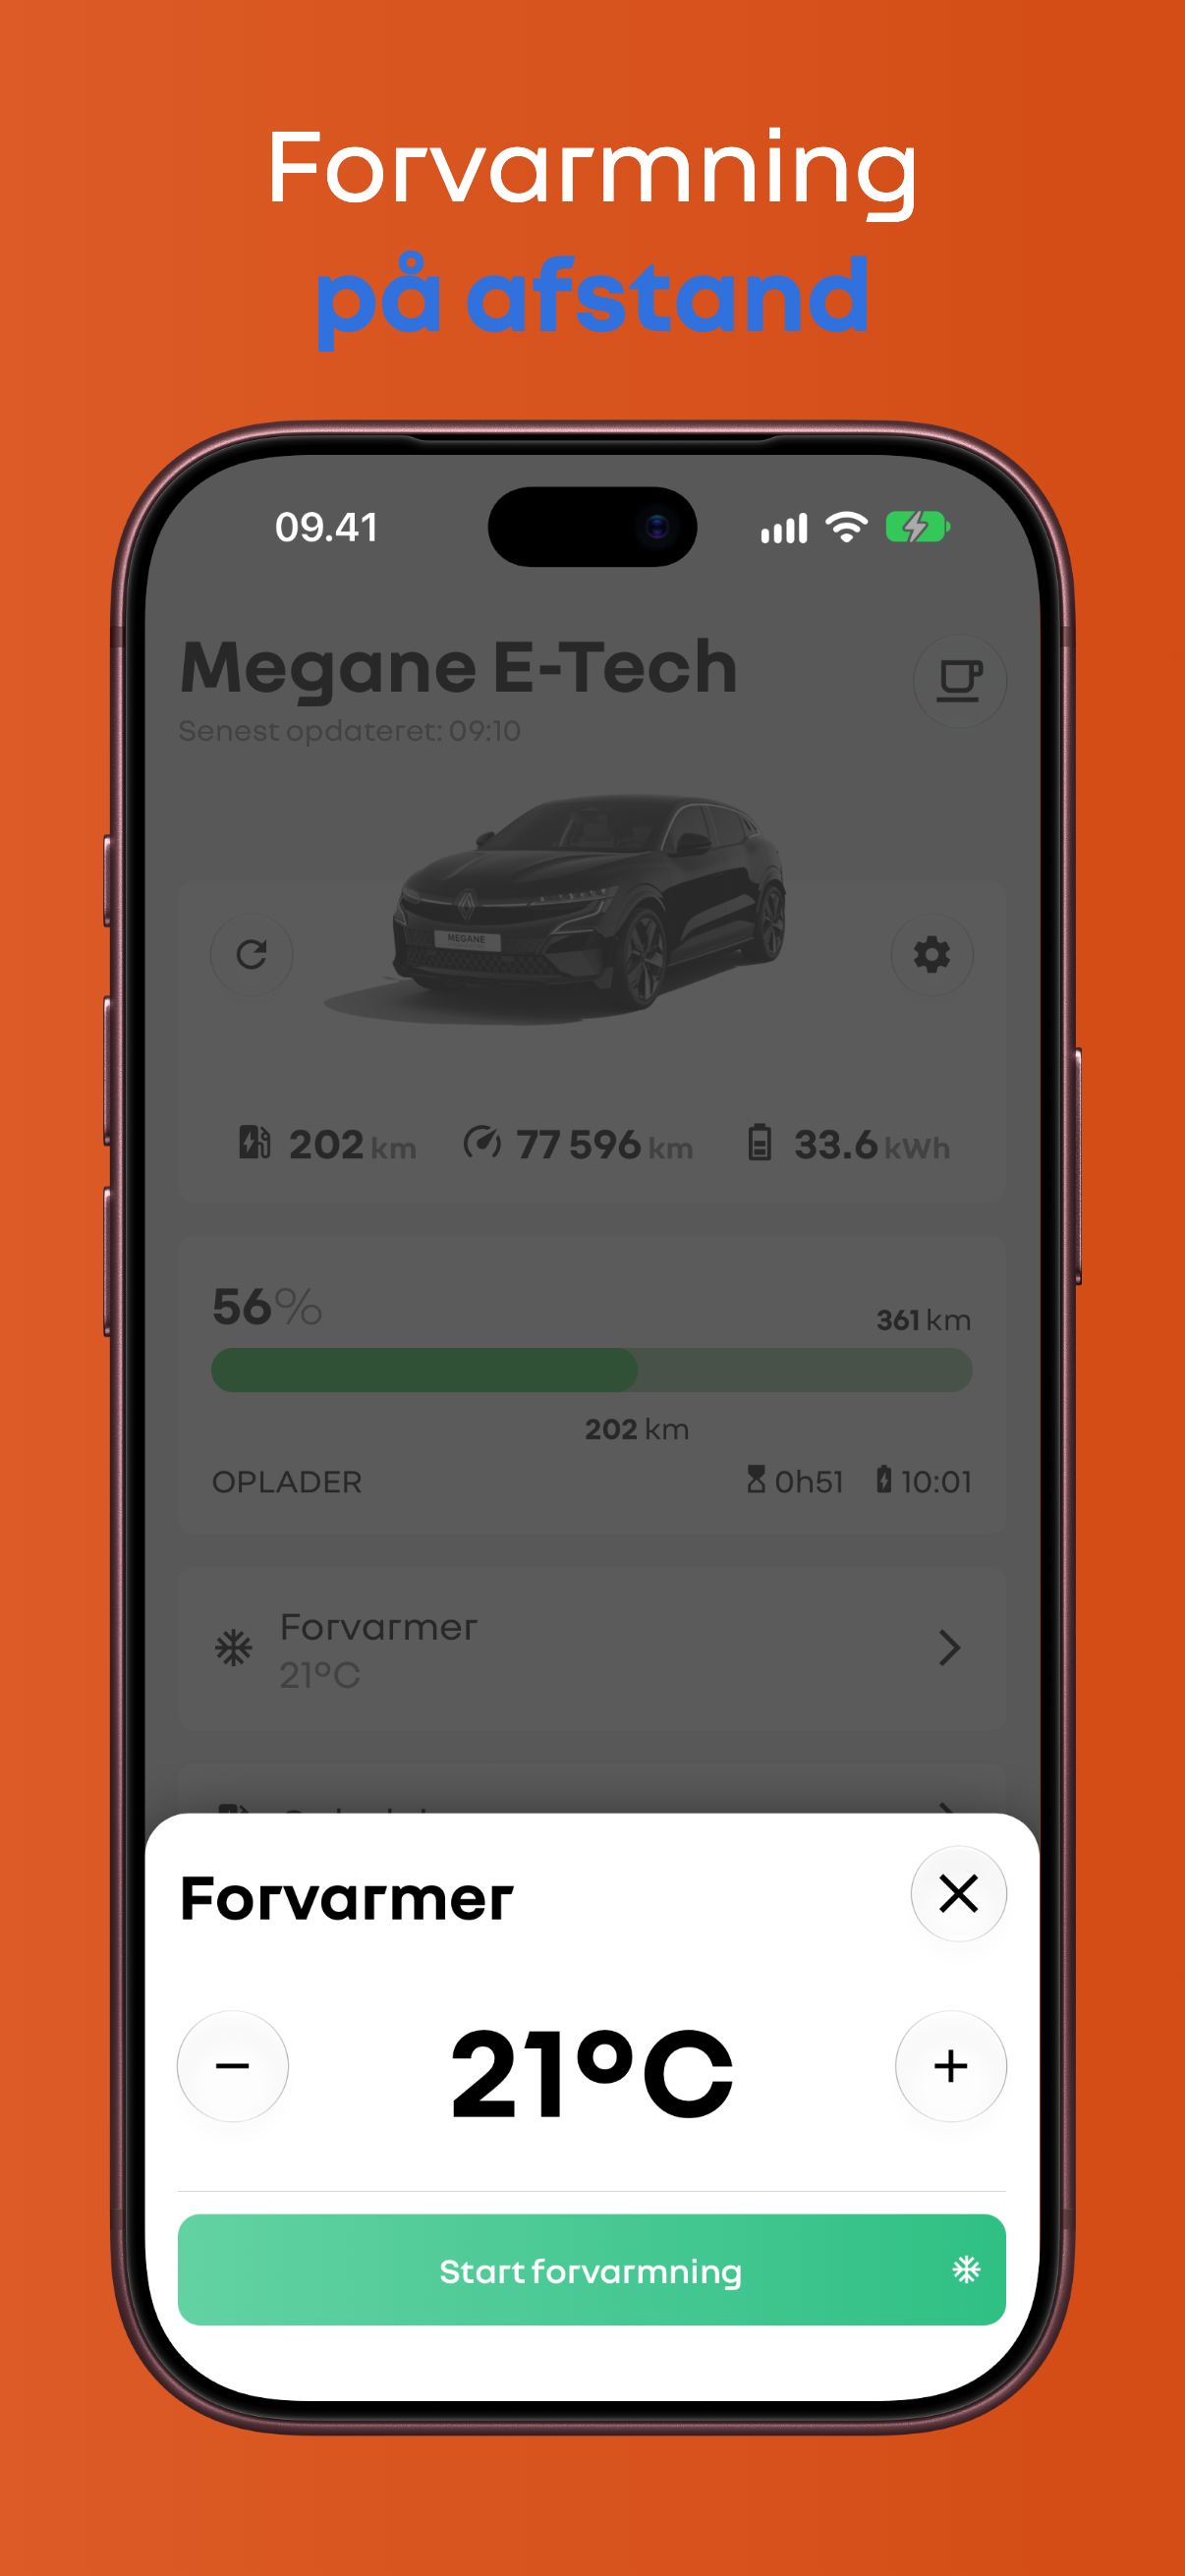 Forvarmning
på afstand
09.41
Megane E-Tech
Senest opdateret: 09:10
MEGANE
202 km 77 596 km 33.6 kWh
56%
361 km
202 km
OPLADER 0h51 10:01
Forvarmer
21°C
Forvarmer
21°C
Start forvarmning